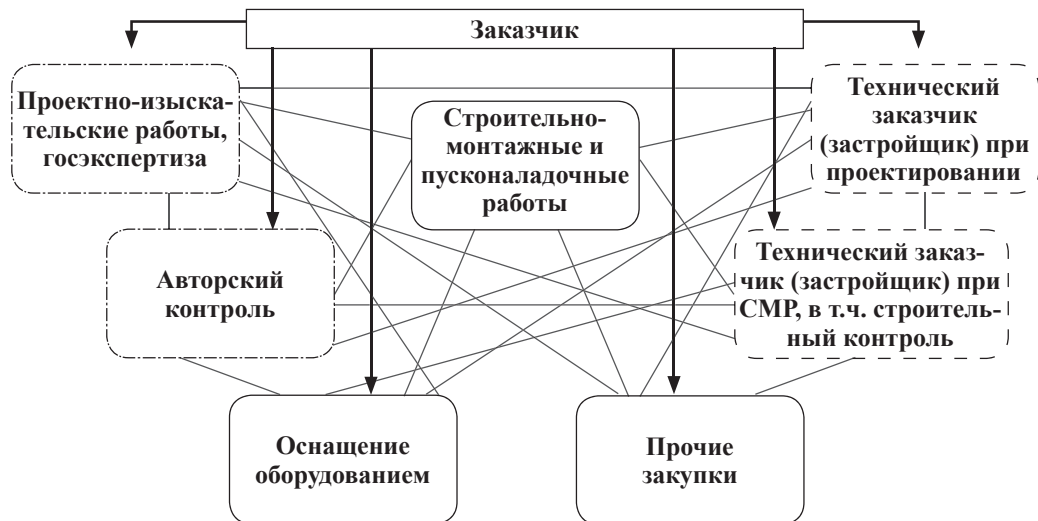 Заказчик
Проектно-изыска-
тельские работы,
госэкспертиза
Строительно-
монтажные и
пусконаладочные
работы
Технический
заказчик
(застройщик) при
проектировании
Авторский
контроль
Технический заказ-
чик (застройщик) при
СМР, в т.ч. строитель-
ный контроль
Оснащение
оборудованием
Прочие
закупки